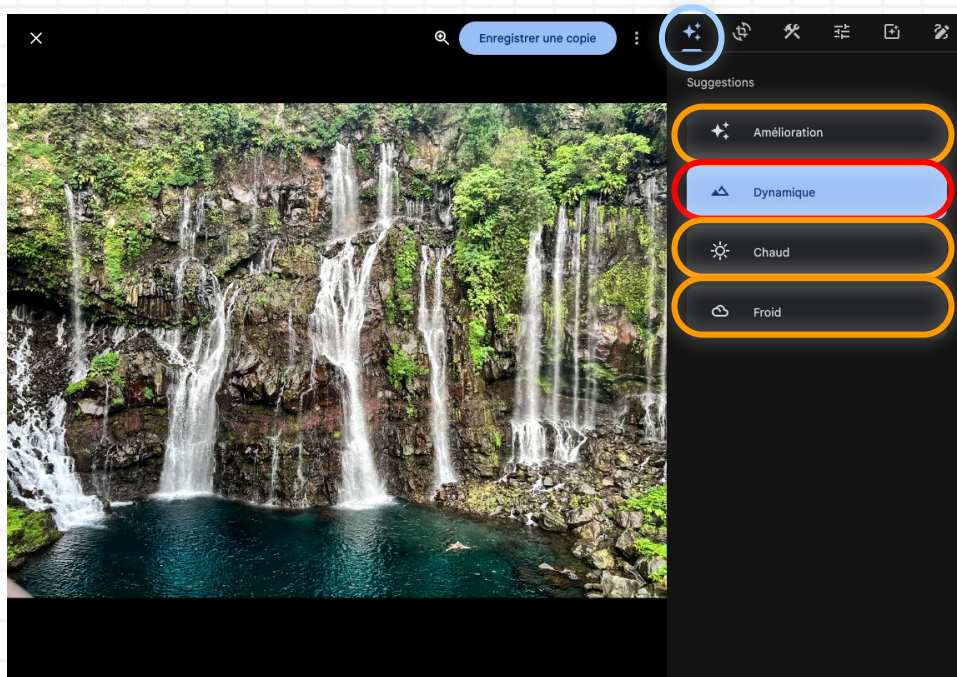 Enregistrer une copie
Suggestions
Amélioration
Dynamique
Chaud
Froid